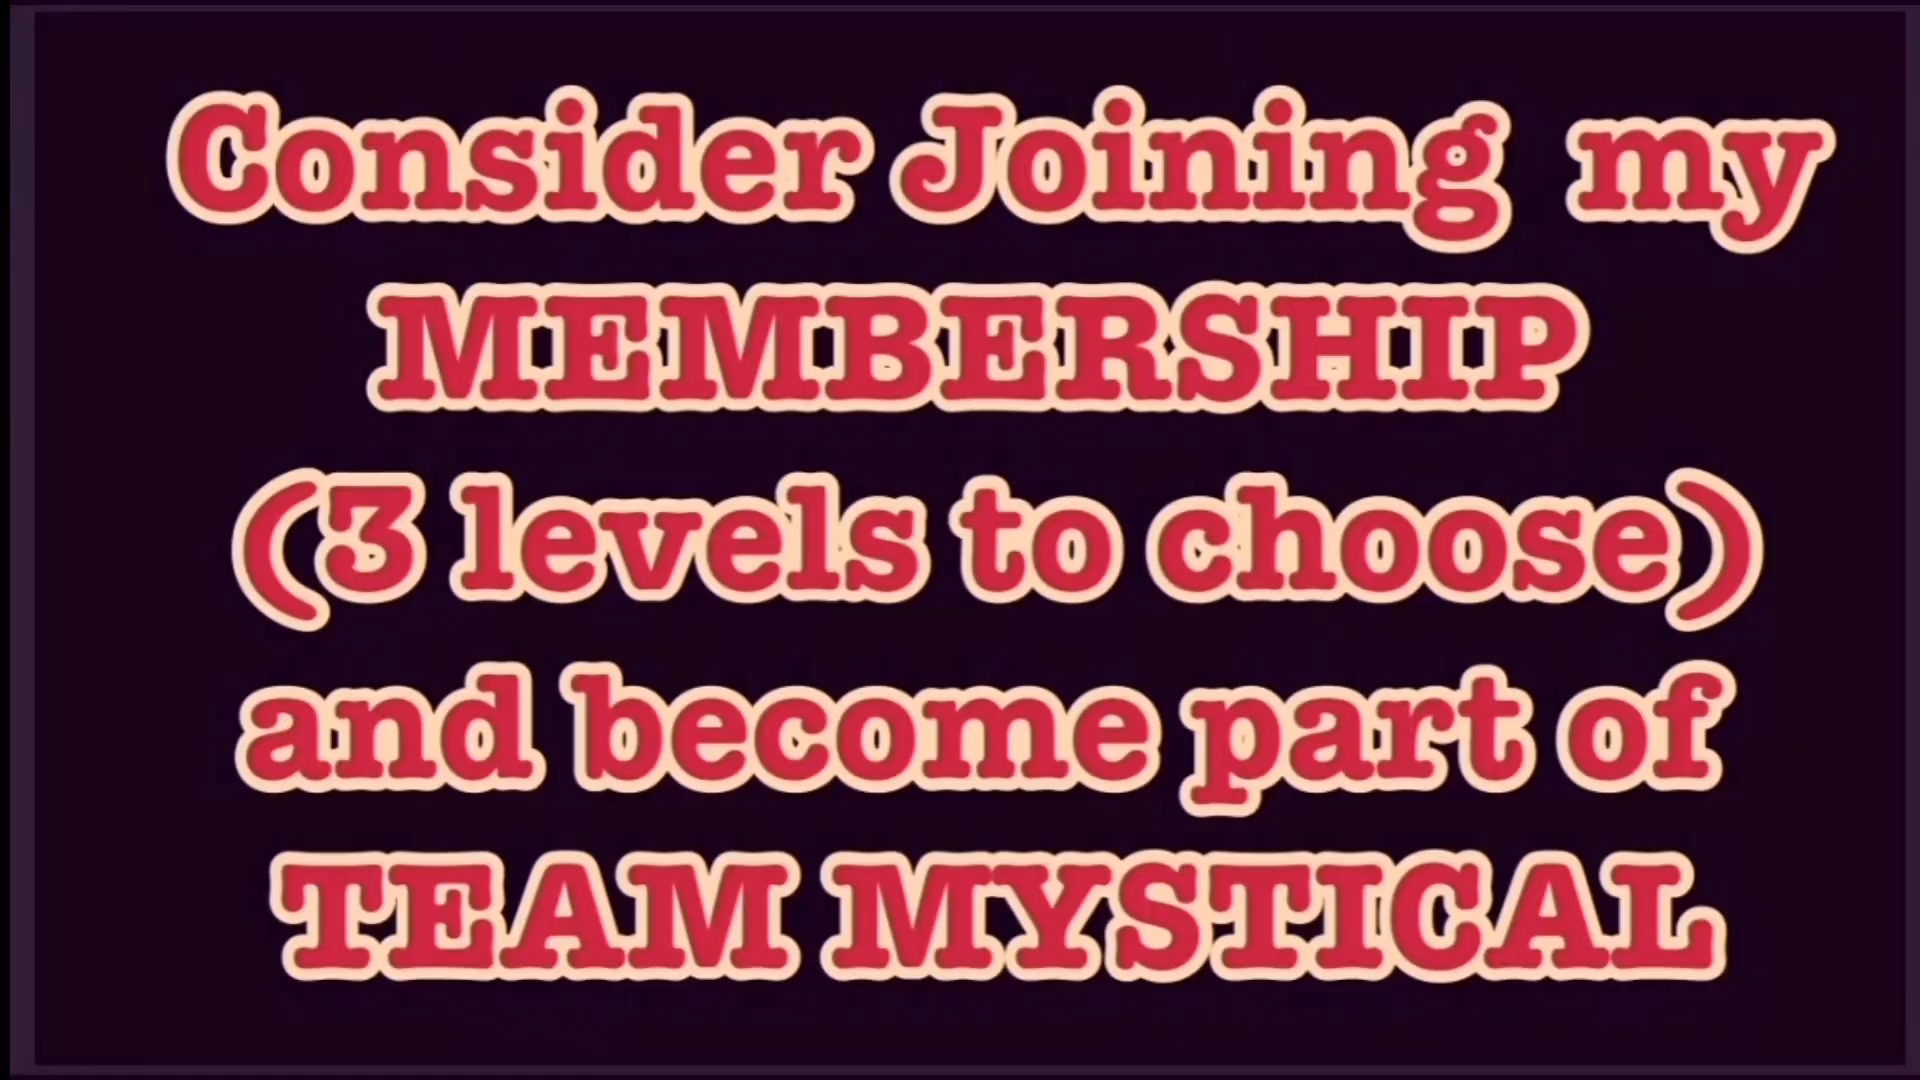 Consider Joining my
MEMBERSHIP
(3 levels to choose)
and become part of
TEAM MYSTICAL